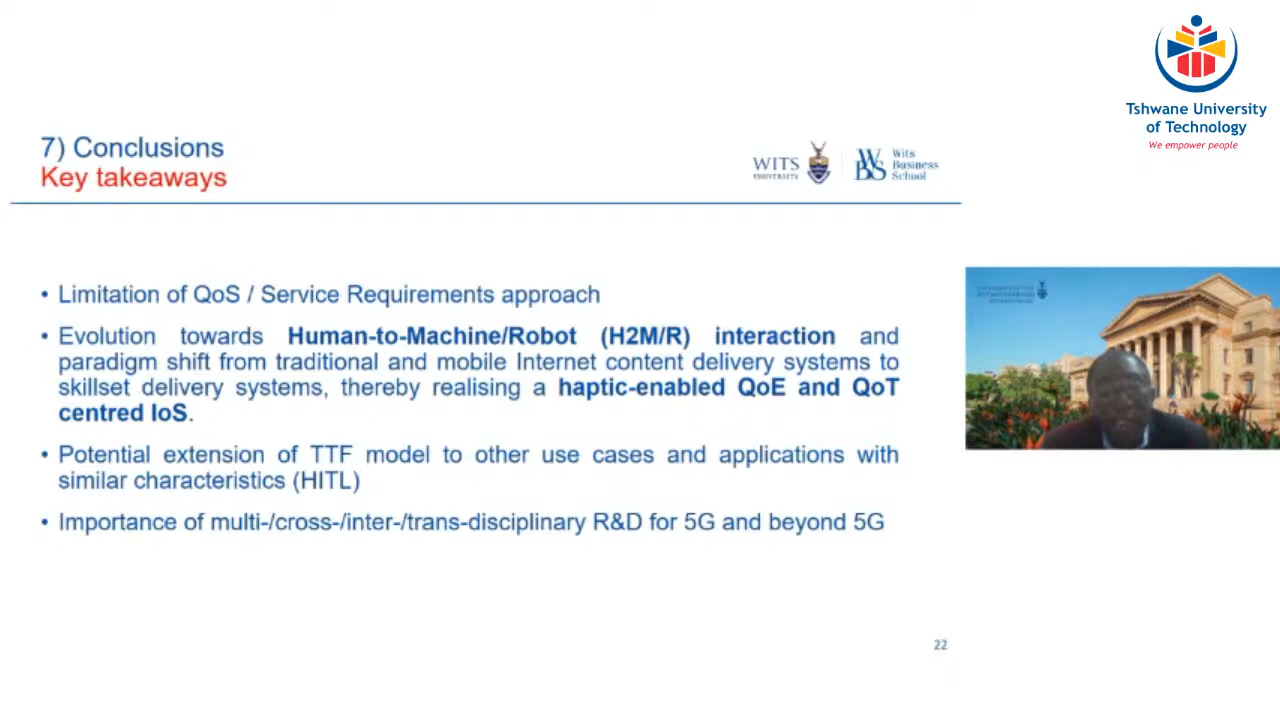 Tshwane University
of Technology
We empower people
7) Conclusions
Key takeaways
WITS
UNIVERSITY
WBS
Wits
Business
School
• Limitation of QoS / Service Requirements approach
• Evolution towards Human-to-Machine/Robot (H2M/R) interaction and
paradigm shift from traditional and mobile Internet content delivery systems to
skillset delivery systems, thereby realising a haptic-enabled QoE and QoT
centred IoS.
• Potential extension of TTF model to other use cases and applications with
similar characteristics (HITL)
• Importance of multi-/cross-/inter-/trans-disciplinary R&D for 5G and beyond 5G
22